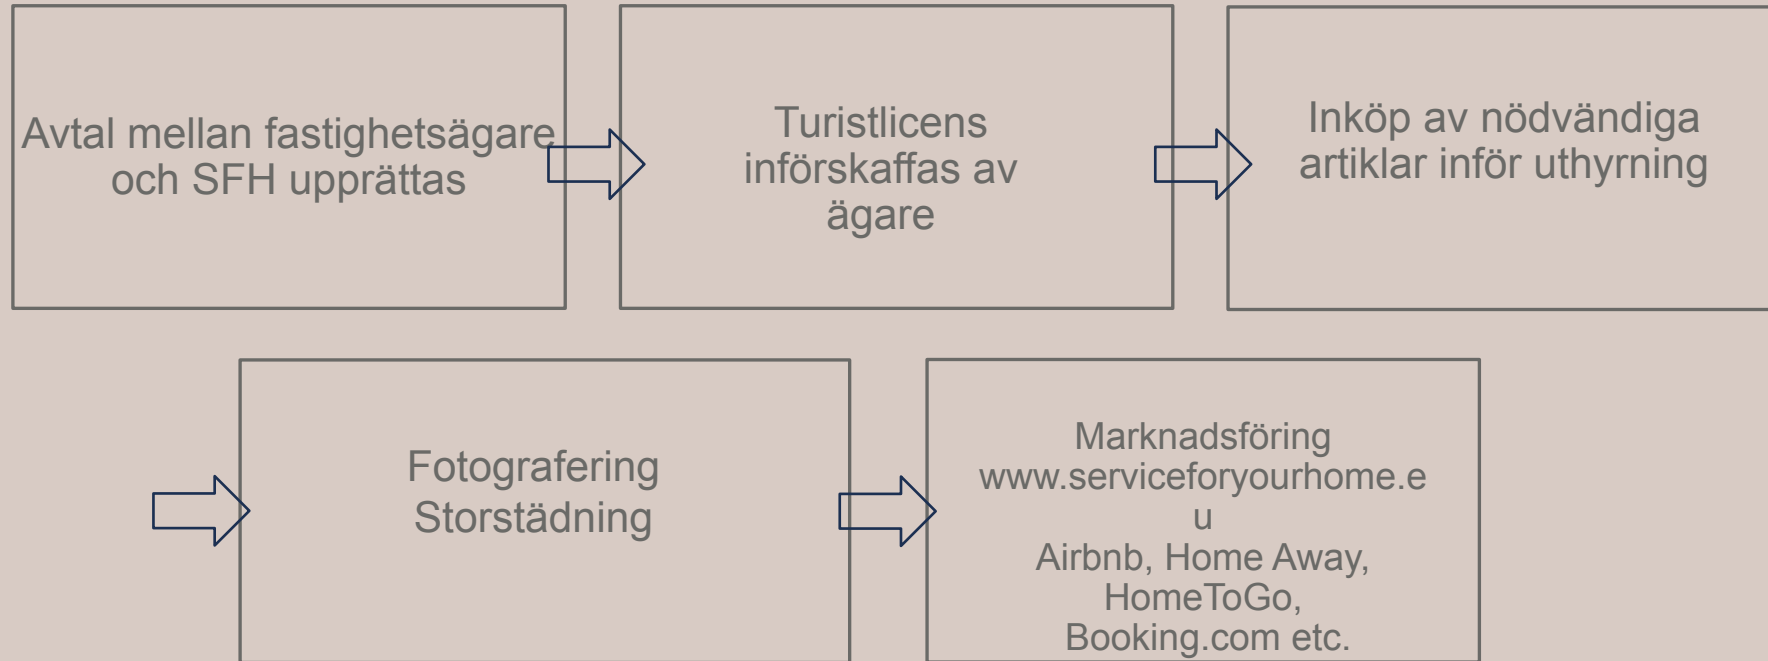 Avtal mellan fastighetsägare
och SFH upprättas
Turistlicens
införskaffas av
ägare
Inköp av nödvändiga
artiklar inför uthyrning
Fotografering
Storstädning
Marknadsföring
www.serviceforyourhome.e
u
Airbnb, Home Away,
HomeToGo,
Booking.com etc.